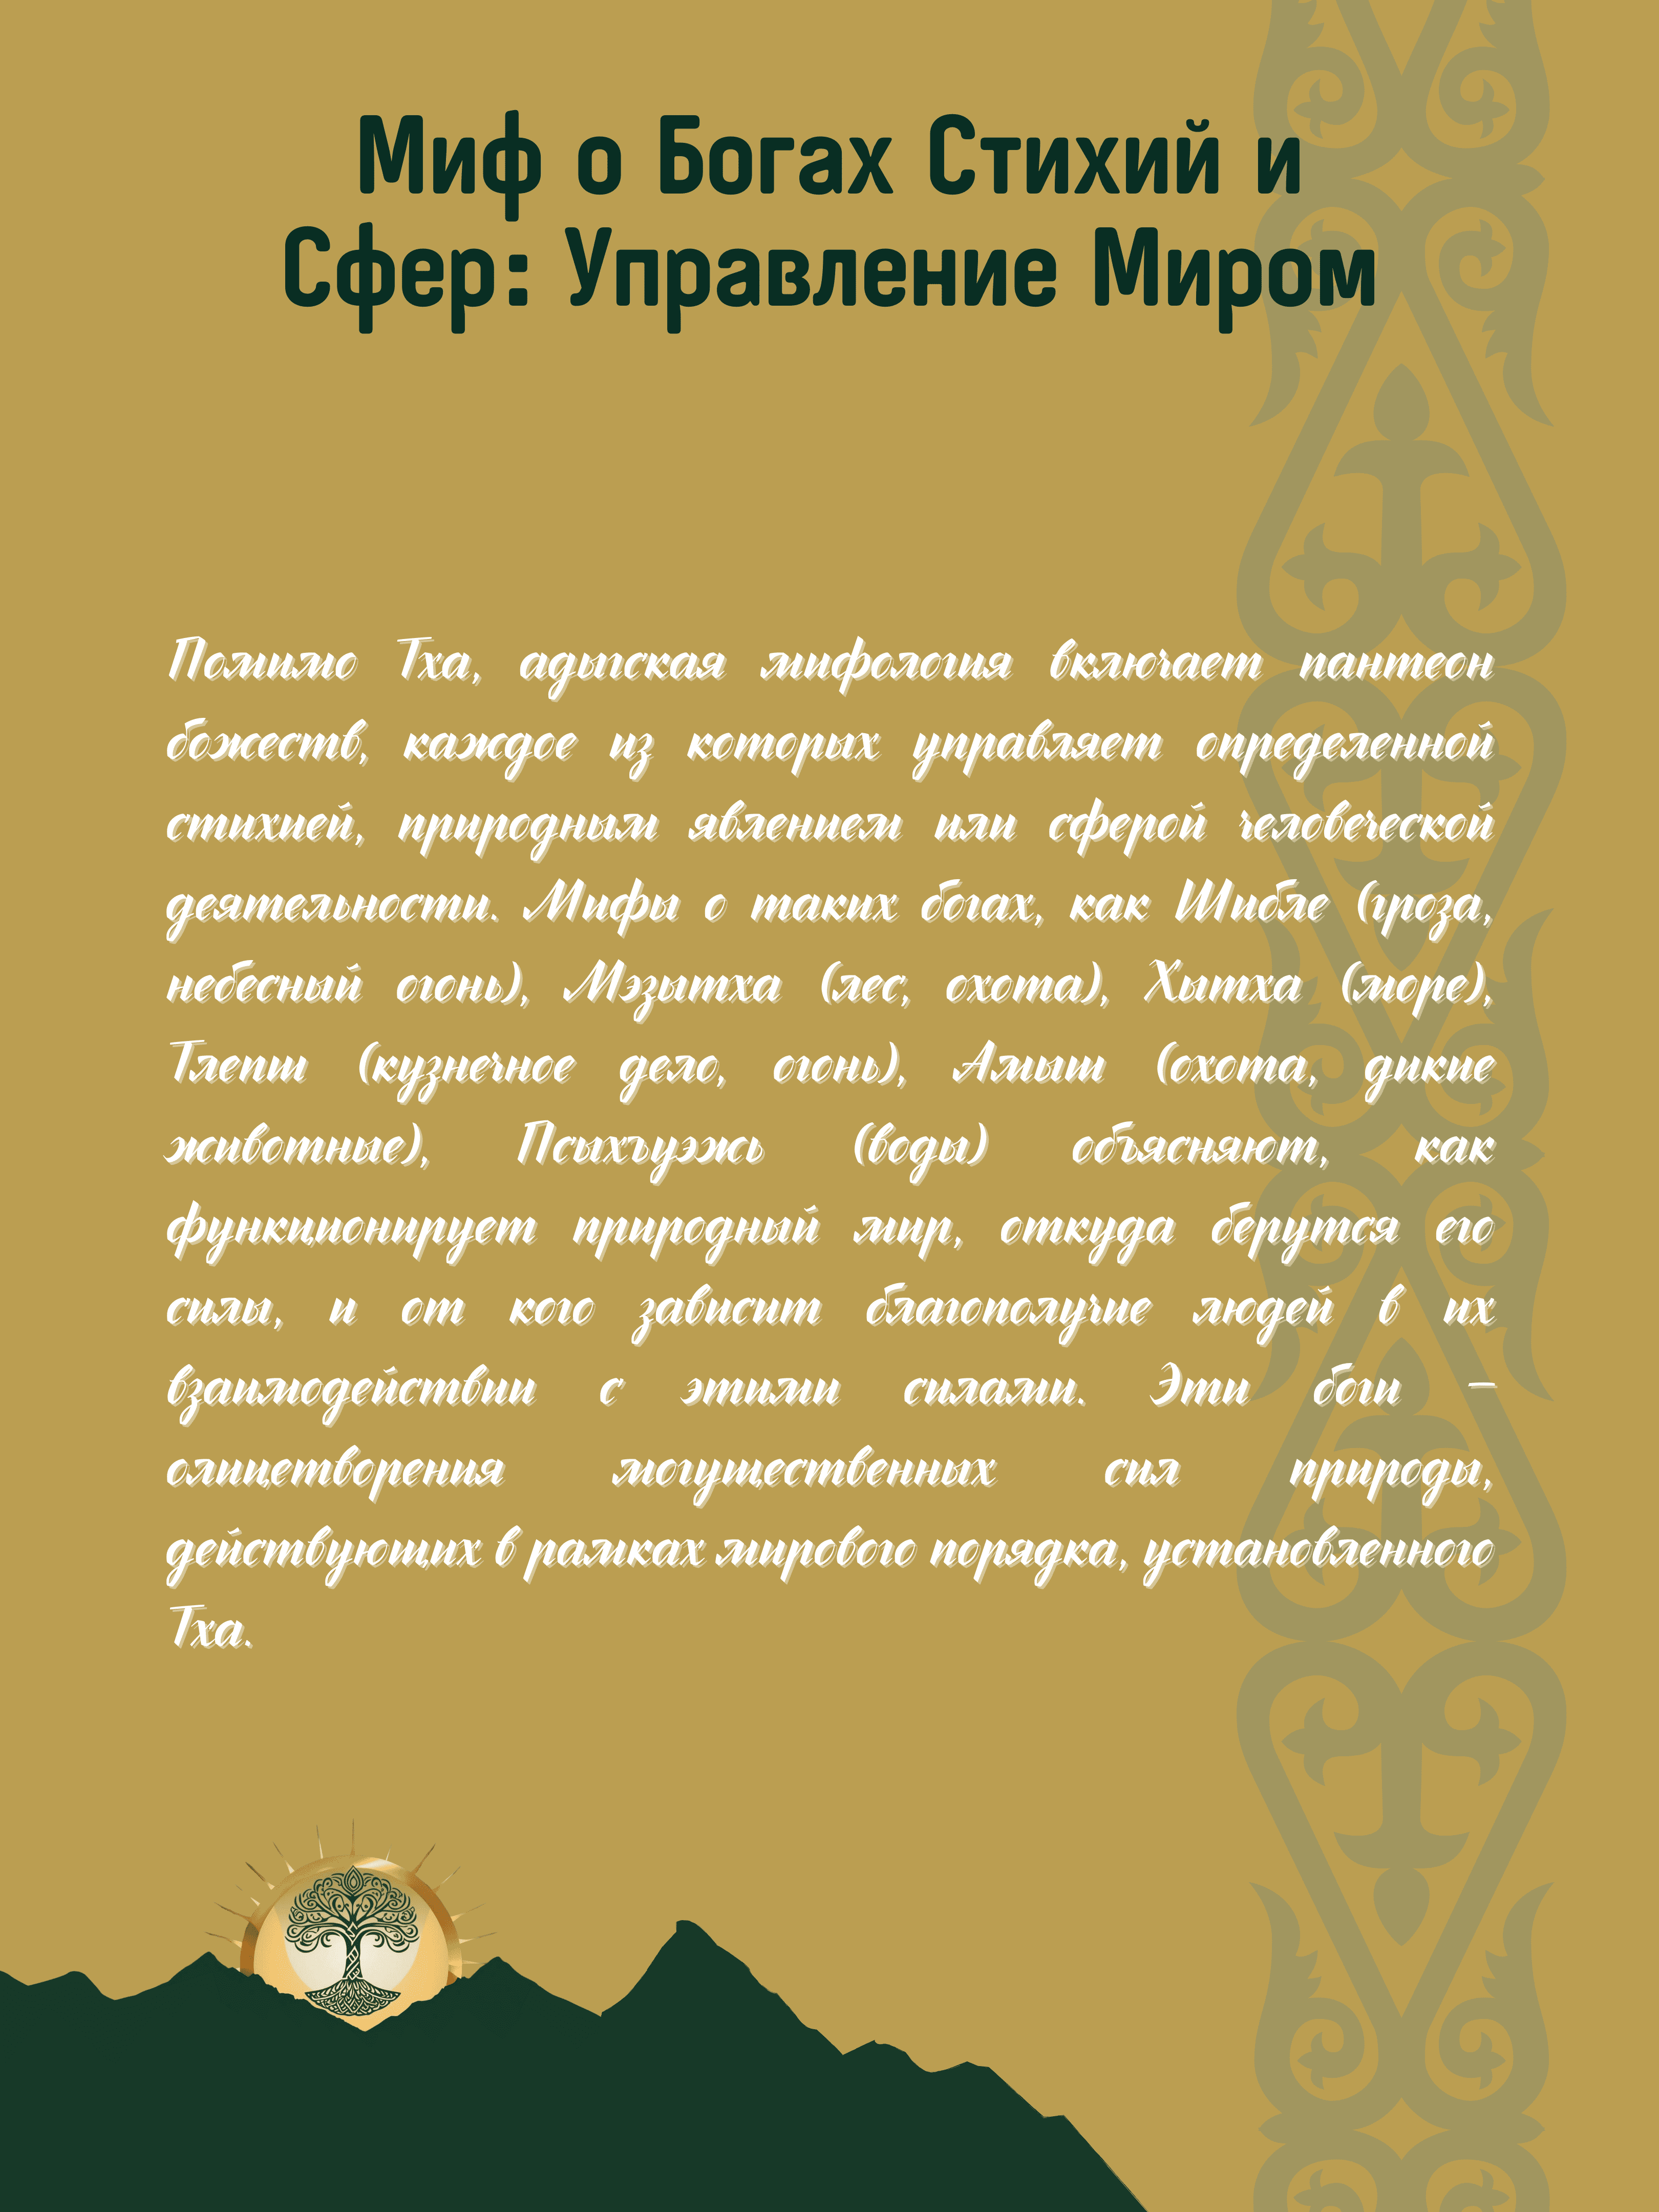 Миф о Богах Стихий и
Сфер: Управление Миром
Помимо Тха, адыгская мифология включает пантеон
божеств, каждое из которых управляет определенной
стихией, природным явлением или сферой человеческой
деятельности. Мифы о таких богах, как Шибле (гроза,
небесный огонь), Мэзытха (лес, охота), Хытха (море),
Тлепш (кузнечное дело, огонь), Амыш (охота, дикие
животные), Псыхъуэжь (воды) объясняют, как
функционирует природный мир, откуда берутся его
силы, и от кого зависит благополучие людей в их
взаимодействии с этими силами. Эти боги –
олицетворения могущественных сил природы,
действующих в рамках мирового порядка, установленного
Тха.